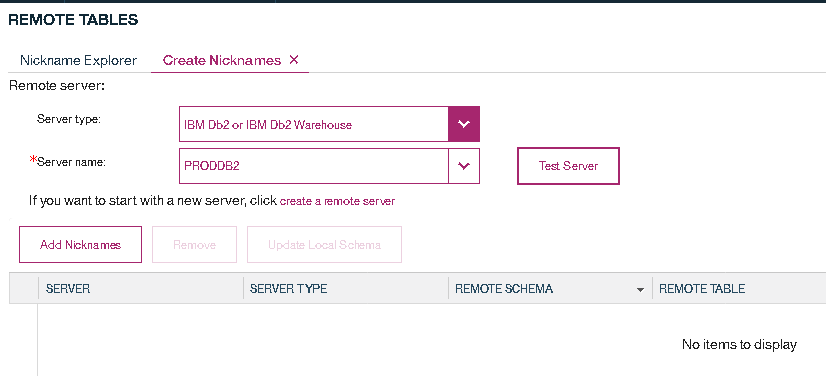 REMOTE TABLES
Nickname Explorer Create Nicknames ×
Remote server:
Server type: IBM Db2 or IBM Db2 Warehouse
*Server name: PRODDB2 Test Server
If you want to start with a new server, click create a remote server
Add Nicknames Remove Update Local Schema
SERVER SERVER TYPE REMOTE SCHEMA REMOTE TABLE
No items to display